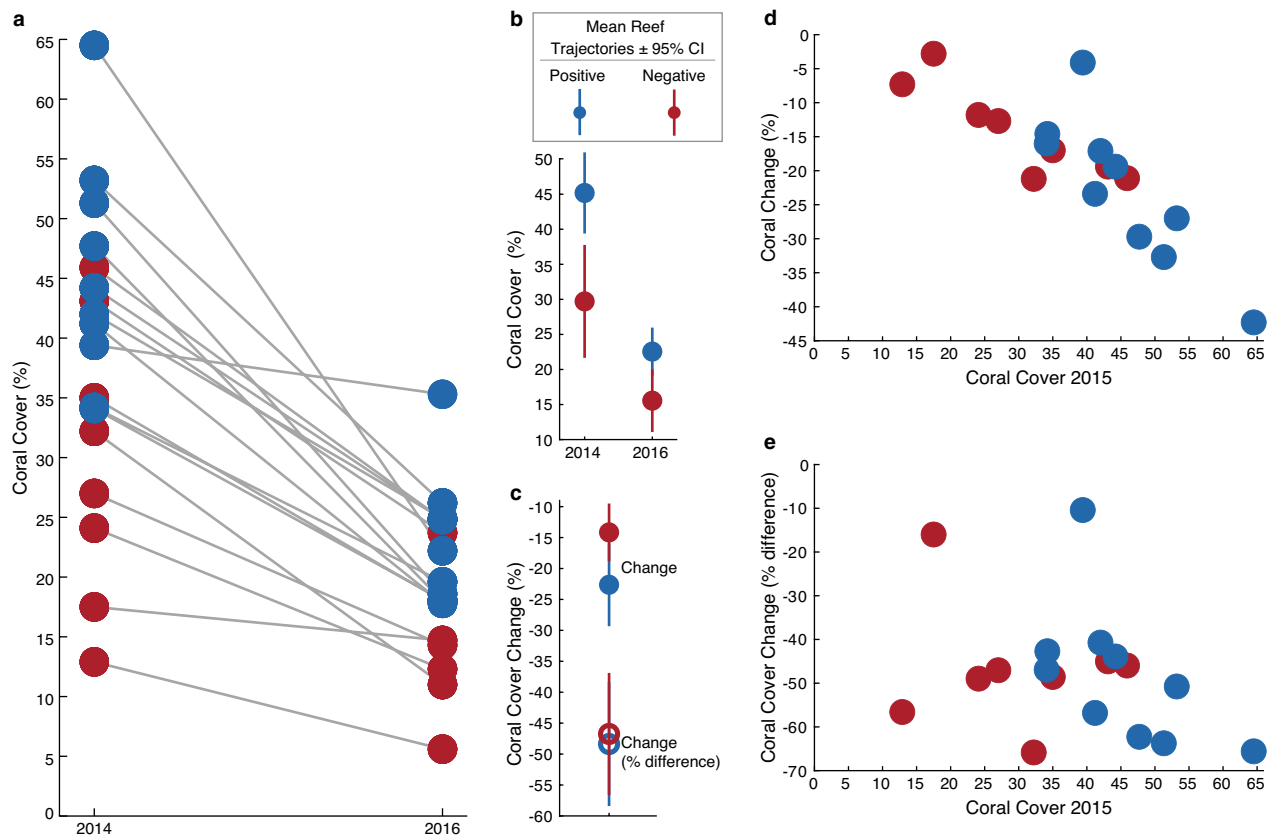 a
65
60
55
50
45
40
35
30
25
20
15
10
5
0
Coral Cover (%)
2014 2016
b
Mean Reef
Trajectories ± 95% CI
Positive Negative
50
45
40
35
30
25
20
15
10
Coral Cover (%)
2014 2016
c
-10
-15
-20
-25
-30
-35
-40
-45
-50
-55
-60
Coral Cover Change (%)
Change
Change
(% difference)
d
0
-5
-10
-15
-20
-25
-30
-35
-40
-45
Coral Change (%)
0 5 10 15 20 25 30 35 40 45 50 55 60 65
Coral Cover 2015
e
0
-10
-20
-30
-40
-50
-60
-70
Coral Cover Change (% difference)
0 5 10 15 20 25 30 35 40 45 50 55 60 65
Coral Cover 2015